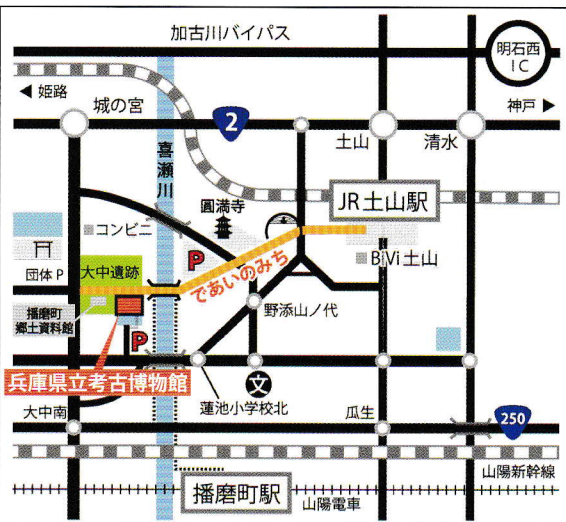 加古川バイパス
明石西
IC
姫路
神戸
城の宮
2
土山
清水
喜瀬川
JR土山駅
圓満寺
コンビニ
P
であいのみち
BiVi土山
団体P
大中遺跡
播磨町
郷土資料館
野添山ノ代
P
兵庫県立考古博物館
文
蓮池小学校北
大中南
瓜生
250
山陽新幹線
播磨町駅
山陽電車